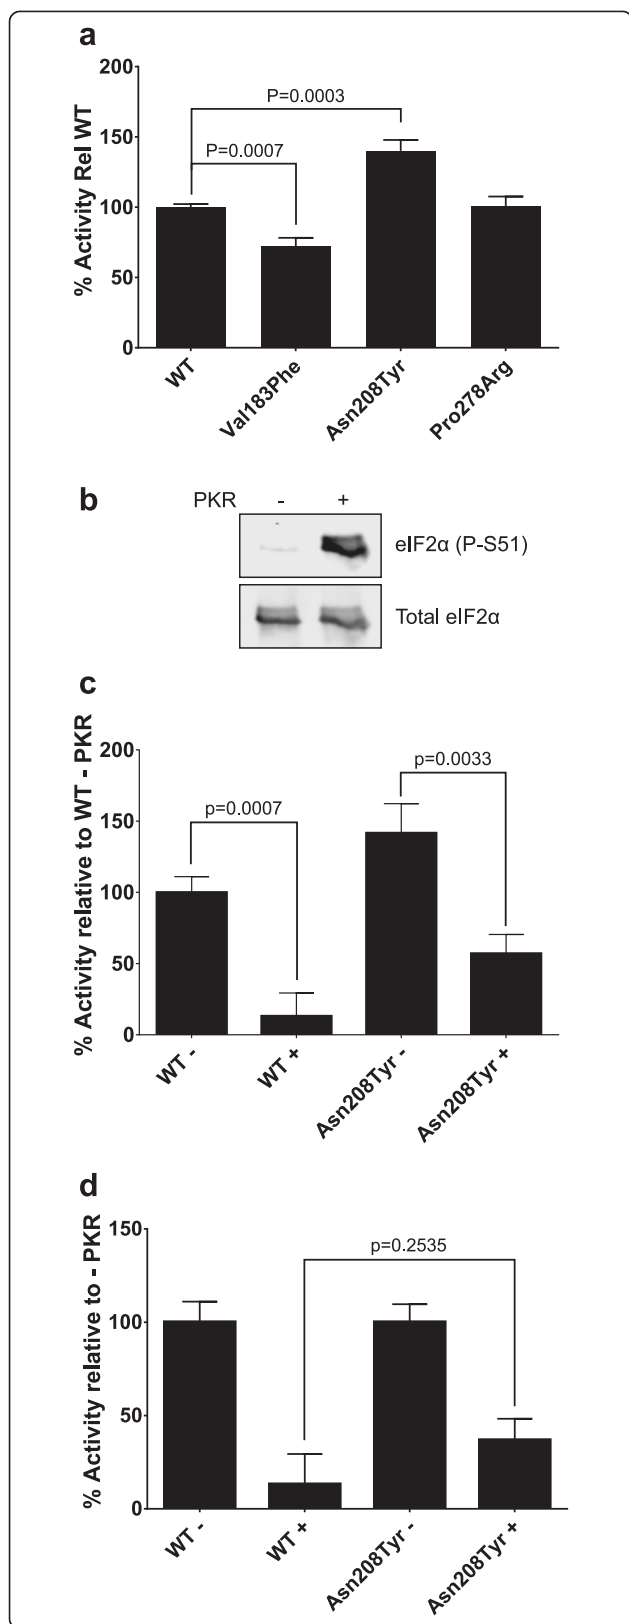 a
% Activity Rel WT
200
150
100
50
0
P=0.0003
P=0.0007
WT
Val183Phe
Asn208Tyr
Pro278Arg
b
PKR - +
eIF2α (P-S51)
Total eIF2α
c
% Activity relative to WT - PKR
200
150
100
50
0
p=0.0007
p=0.0033
WT -
WT +
Asn208Tyr -
Asn208Tyr +
d
% Activity relative to - PKR
150
100
50
0
p=0.2535
WT -
WT +
Asn208Tyr -
Asn208Tyr +